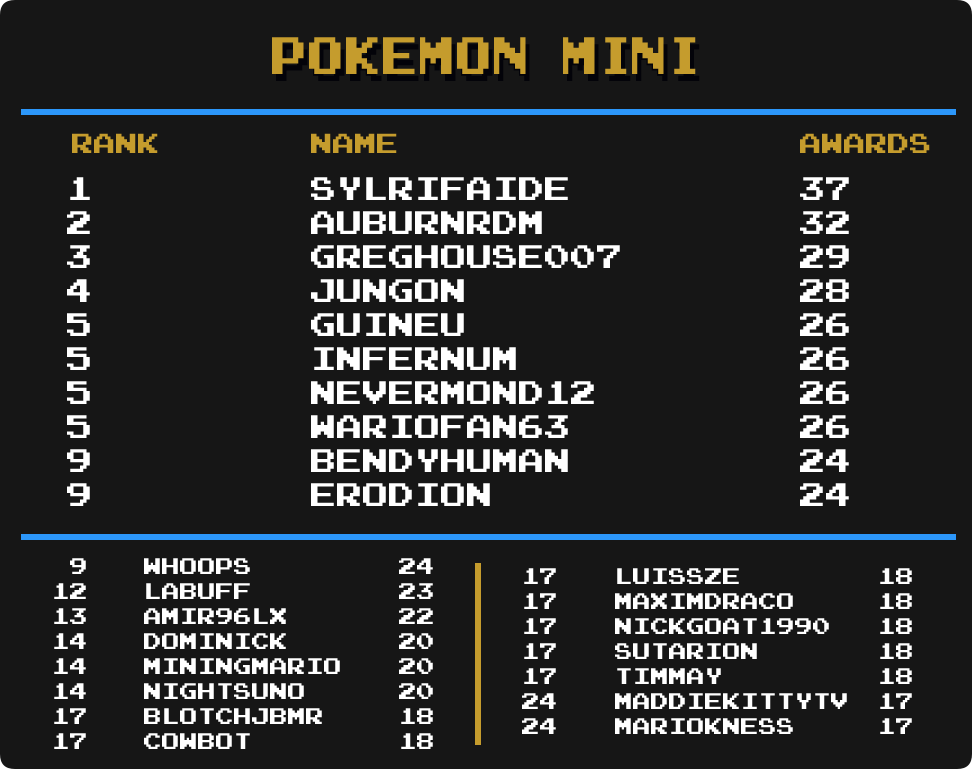 POKEMON MINI
RANK NAME AWARDS
1 SYLRIFAIDE 37
2 AUBURNRDM 32
3 GREGHOUSE007 29
4 JUNGON 28
5 GUINEU 26
5 INFERNUM 26
5 NEVERMOND12 26
5 WARIOFAN63 26
9 BENDYHUMAN 24
9 ERODION 24
9 WHOOPS 24
12 LABUFF 23
13 AMIR96LX 22
14 DOMINICK 20
14 MININGMARIO 20
14 NIGHTSUNO 20
17 BLOTCHJBMR 18
17 COWBOT 18
17 LUISSZE 18
17 MAXIMDRACO 18
17 NICKGOAT1990 18
17 SUTARION 18
17 TIMMAY 18
24 MADDIEKITTYTV 17
24 MARIOKNESS 17